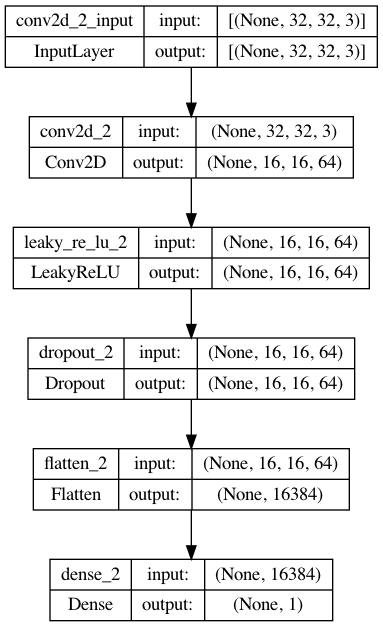 conv2d_2_input input: [(None, 32, 32, 3)]
InputLayer output: [(None, 32, 32, 3)]
conv2d_2 input: (None, 32, 32, 3)
Conv2D output: (None, 16, 16, 64)
leaky_re_lu_2 input: (None, 16, 16, 64)
LeakyReLU output: (None, 16, 16, 64)
dropout_2 input: (None, 16, 16, 64)
Dropout output: (None, 16, 16, 64)
flatten_2 input: (None, 16, 16, 64)
Flatten output: (None, 16384)
dense_2 input: (None, 16384)
Dense output: (None, 1)